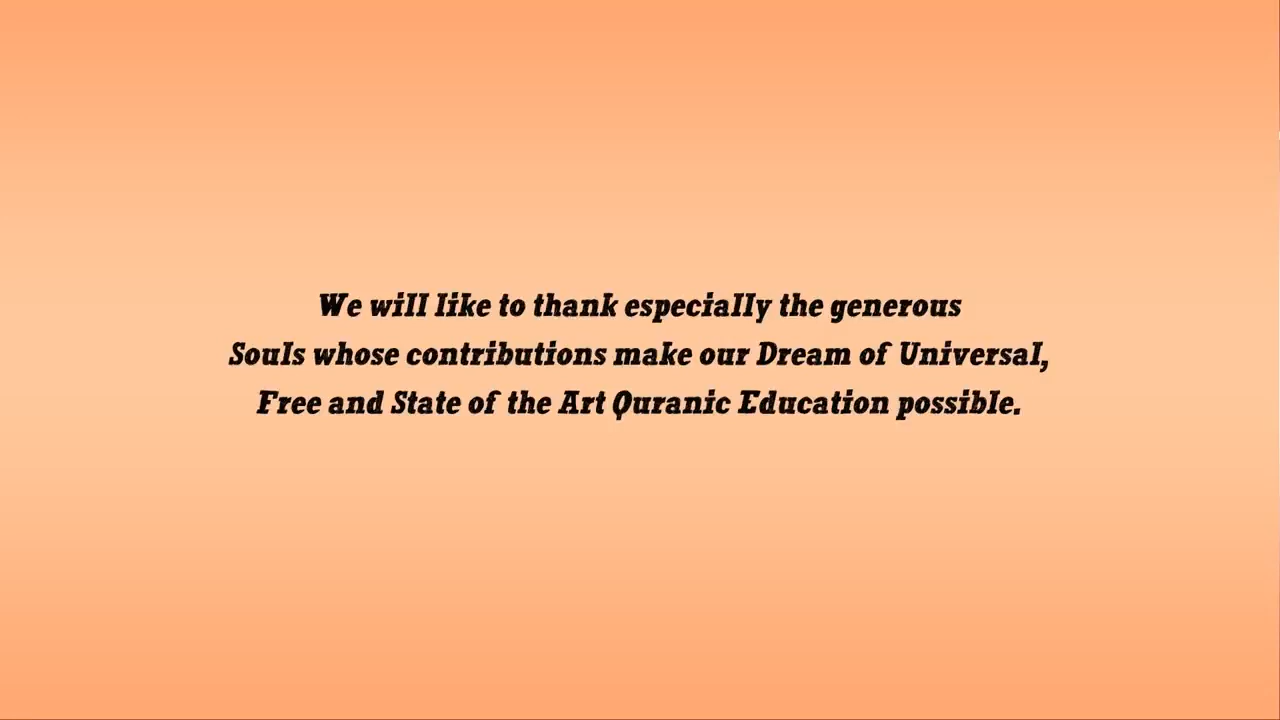 We will like to thank especially the generous
Souls whose contributions make our Dream of Universal,
Free and State of the Art Quranic Education possible.